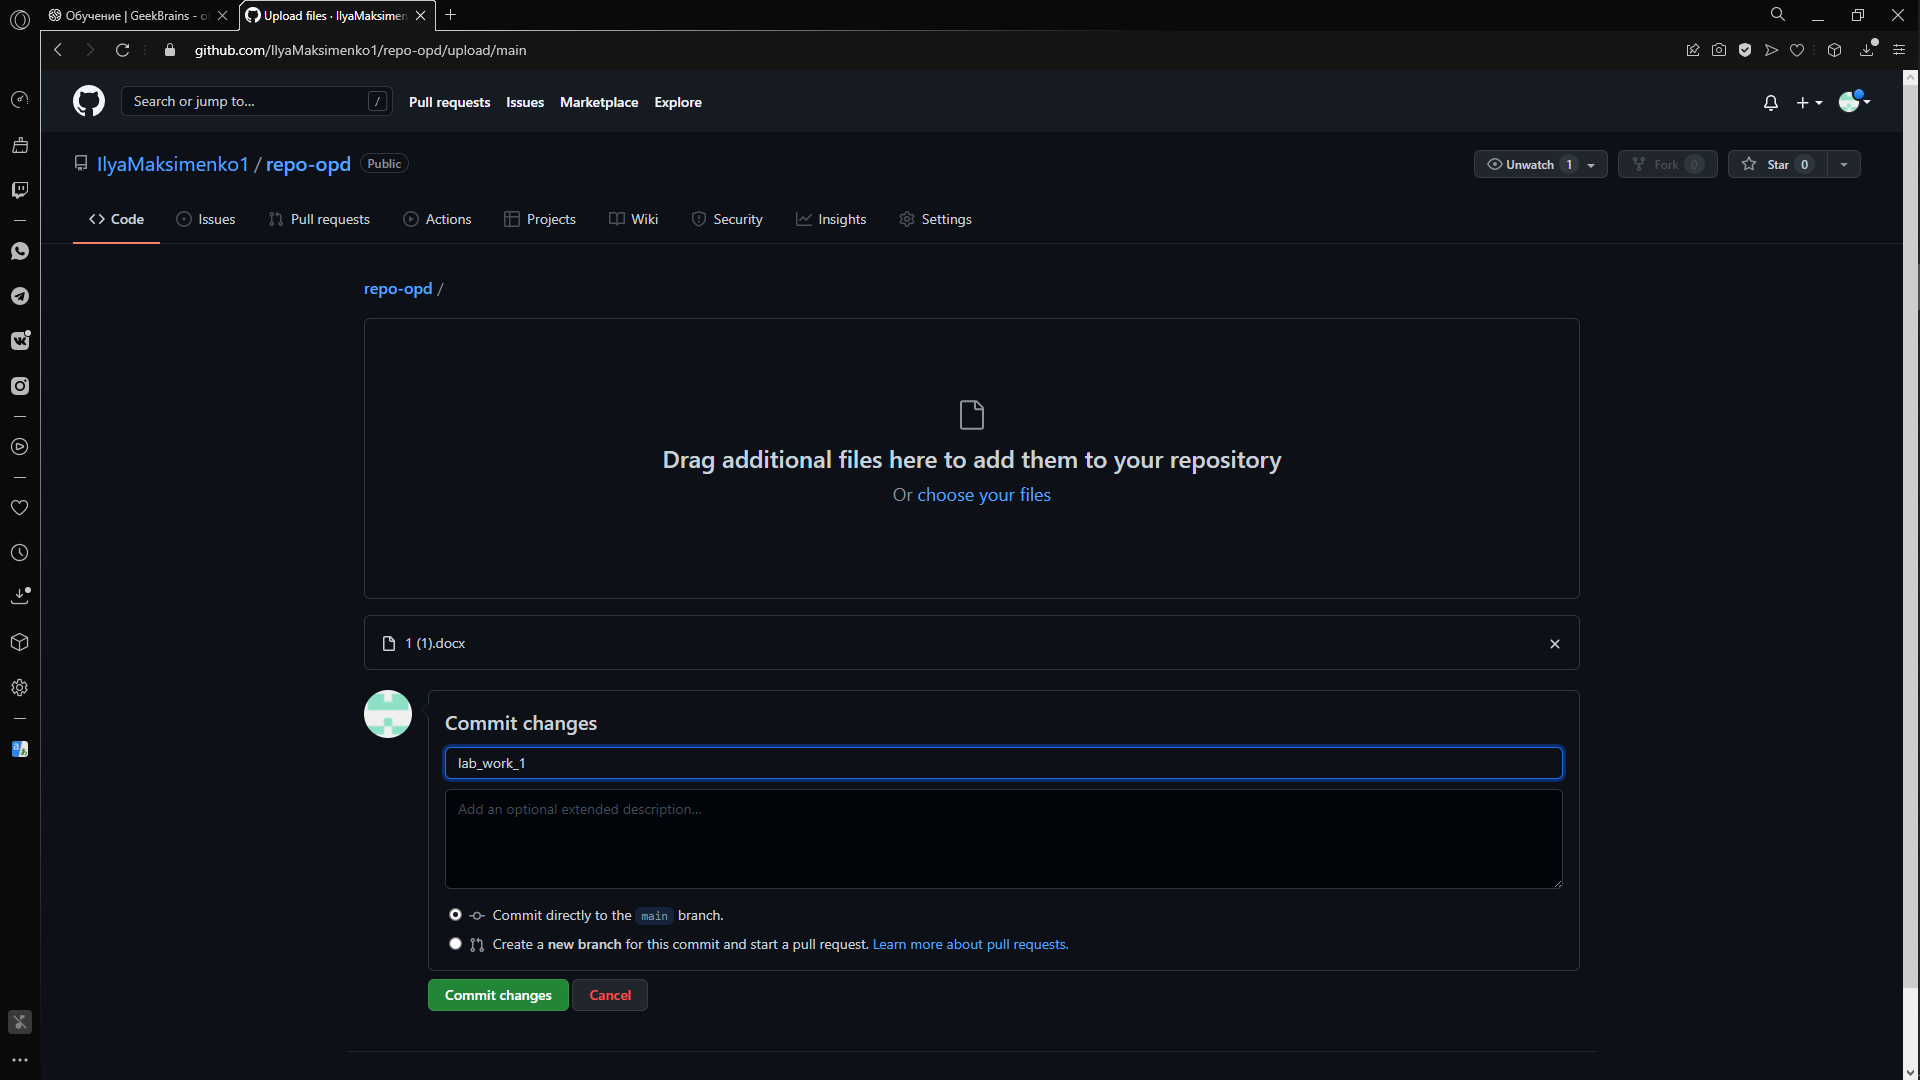 Обучение | GeekBrains - о
Upload files · IlyaMaksimen
github.com/IlyaMaksimenko1/repo-opd/upload/main
Search or jump to...
/
Pull requests
Issues
Marketplace
Explore
IlyaMaksimenko1 / repo-opd
Public
Unwatch 1
Fork 0
Star 0
Code
Issues
Pull requests
Actions
Projects
Wiki
Security
Insights
Settings
repo-opd /
Drag additional files here to add them to your repository
Or choose your files
1 (1).docx
Commit changes
lab_work_1
Add an optional extended description...
Commit directly to the main branch.
Create a new branch for this commit and start a pull request. Learn more about pull requests.
Commit changes
Cancel